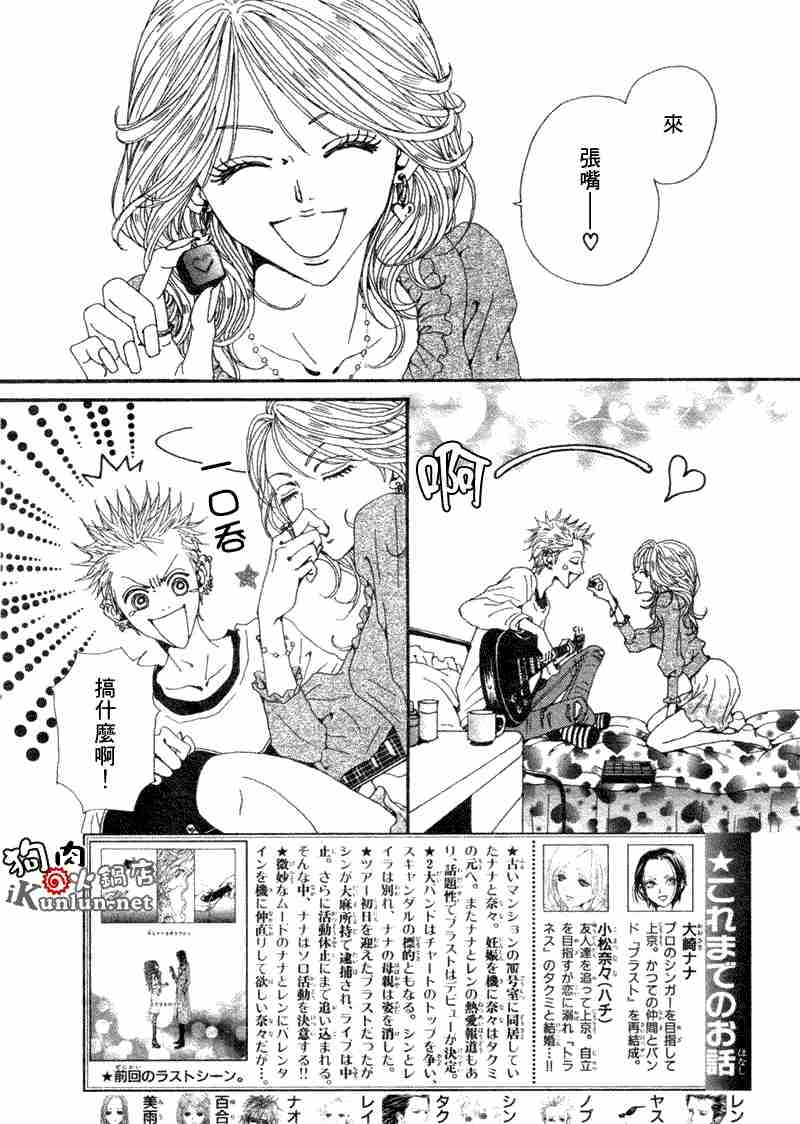 來
張嘴──♡
啊
♡
一口吞
★
搞什麼啊！
狗肉火鍋店
iKunlun.net
★これまでのお話
大崎ナナ
プロのシンガーを目指して
上京。かつての仲間とバン
ド「ブラスト」を再結成。
小松奈々(ハチ)
友人達を追って上京。自立
を目指すが恋に溺れ「トラ
ネス」のタクミと結婚…!!
★古いマンションの707号室に同居してい
たナナと奈々。妊娠を機に奈々はタクミ
の元へ。またナナとレンの熱愛報道もあ
り、話題性でブラストはデビューが決定。
★2大バンドはチャートのトップを争い、
スキャンダルの標的ともなる。シンとレ
イラは別れ、ナナの母親は姿を消した。
★ツアー初日を迎えたブラストだったが
シンが大麻所持で逮捕され、ライブは中
止。さらに活動休止にまで追い込まれる。
そんな中、ナナはソロ活動を決意する!!
★微妙なムードのナナとレンにバレンタ
インを機に仲直りして欲しい奈々だが…。
★前回のラストシーン。
レン
ヤス
ノブ
シン
タク
レイ
ナオ
百合
美雨